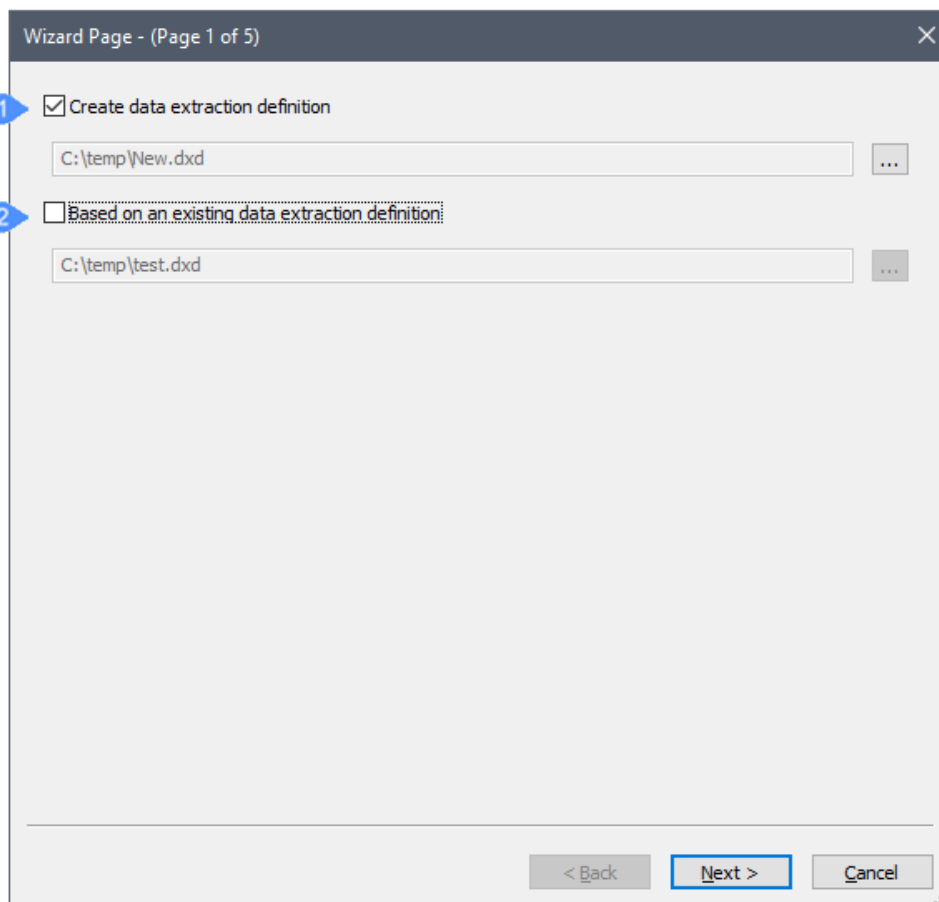 Wizard Page - (Page 1 of 5)
1
Create data extraction definition
C:\temp\New.dxd
...
2
Based on an existing data extraction definition
C:\temp\test.dxd
...
< Back
Next >
Cancel